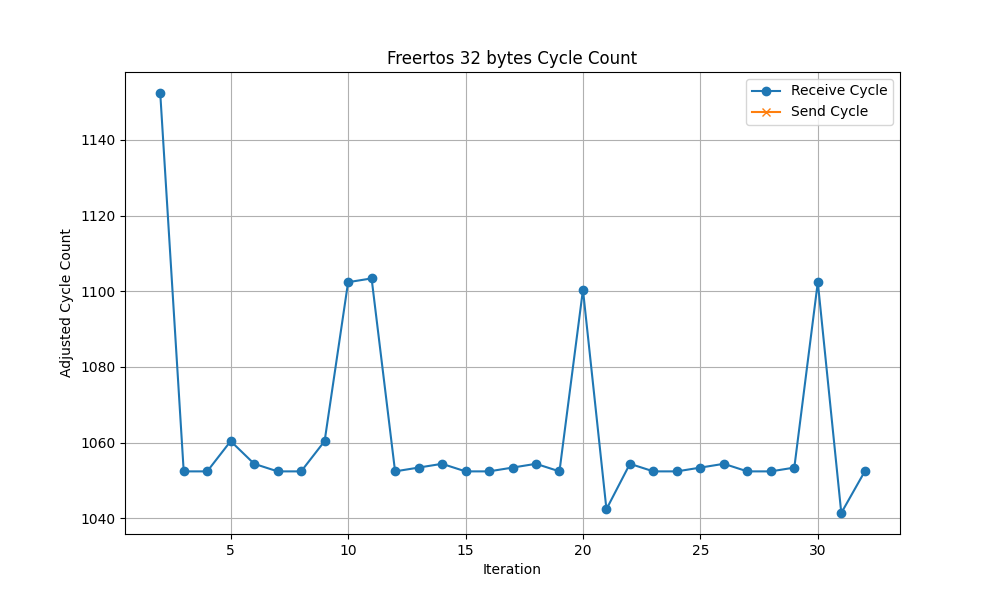 Freertos 32 bytes Cycle Count
Receive Cycle
Send Cycle
Adjusted Cycle Count
1140
1120
1100
1080
1060
1040
5 10 15 20 25 30
Iteration